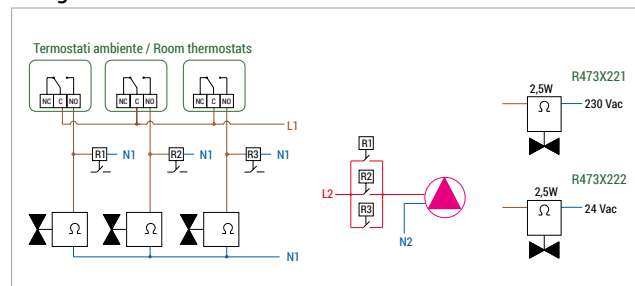 Termostati ambiente / Room thermostats
NC C NO NC C NO NC C NO
L1
R1 N1 R2 N1 R3 N1
Ω Ω Ω
N1
R1
R2
L2
R3
N2
R473X221
2,5W
Ω 230 Vac
R473X222
2,5W
Ω 24 Vac